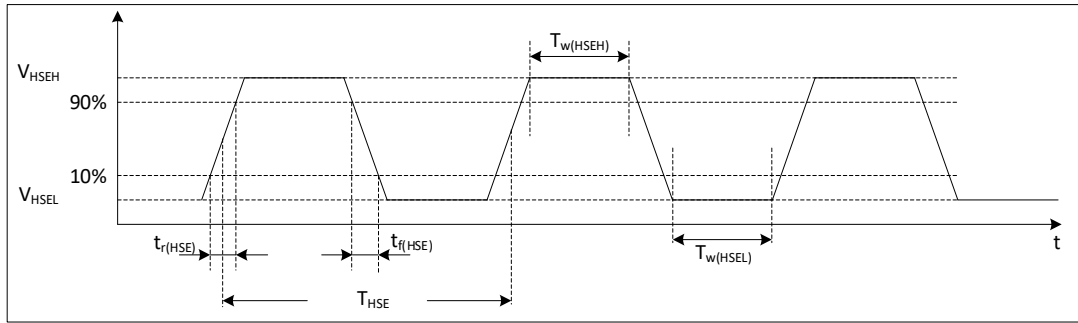 T_w(HSEH)
V_HSEH
90%
10%
V_HSEL
t_r(HSE)
t_f(HSE)
t
T_w(HSEL)
T_HSE